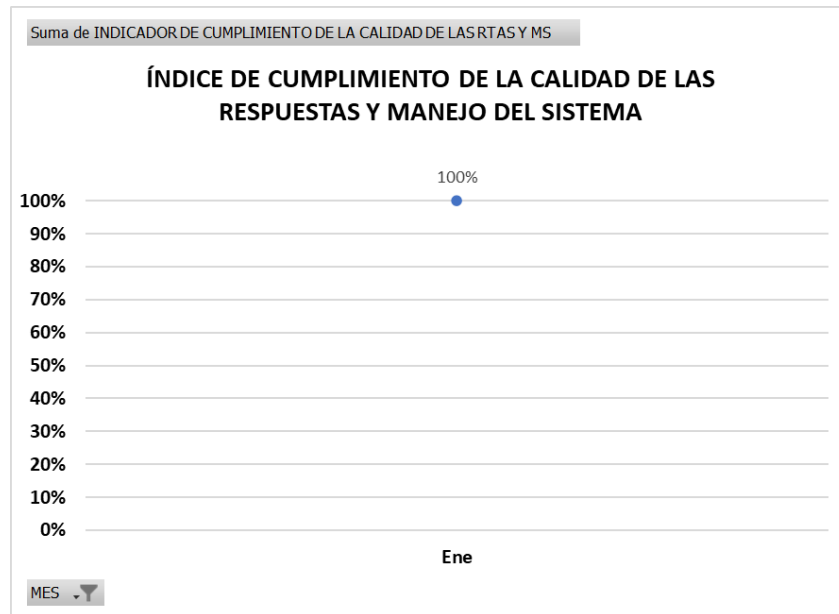 Suma de INDICADOR DE CUMPLIMIENTO DE LA CALIDAD DE LAS RTAS Y MS
ÍNDICE DE CUMPLIMIENTO DE LA CALIDAD DE LAS
RESPUESTAS Y MANEJO DEL SISTEMA
100%
100%
90%
80%
70%
60%
50%
40%
30%
20%
10%
0%
Ene
MES